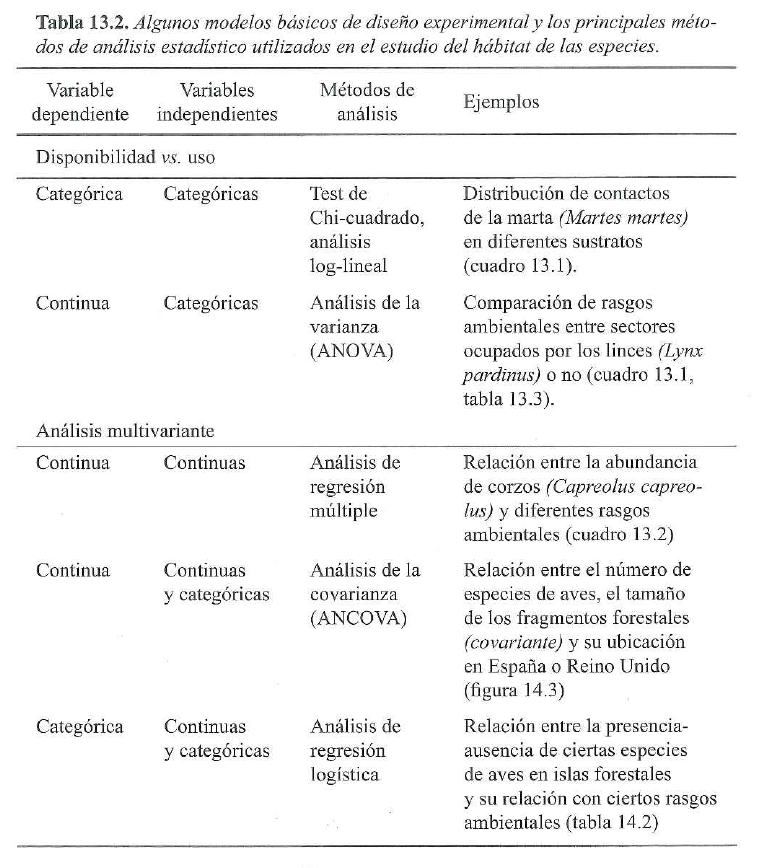 Tabla 13.2. Algunos modelos básicos de diseño experimental y los principales méto-
dos de análisis estadístico utilizados en el estudio del hábitat de las especies.
Variable Variables Métodos de Ejemplos
dependiente independientes análisis
Disponibilidad vs. uso
Categórica Categóricas Test de Distribución de contactos
Chi-cuadrado, de la marta (Martes martes)
análisis en diferentes sustratos
log-lineal (cuadro 13.1).
Continua Categóricas Análisis de la Comparación de rasgos
varianza ambientales entre sectores
(ANOVA) ocupados por los linces (Lynx
pardinus) o no (cuadro 13.1,
tabla 13.3).
Análisis multivariante
Continua Continuas Análisis de Relación entre la abundancia
regresión de corzos (Capreolus capreo-
múltiple lus) y diferentes rasgos
ambientales (cuadro 13.2)
Continua Continuas Análisis de la Relación entre el número de
y categóricas covarianza especies de aves, el tamaño
(ANCOVA) de los fragmentos forestales
(covariante) y su ubicación
en España o Reino Unido
(figura 14.3)
Categórica Continuas Análisis de Relación entre la presencia-
y categóricas regresión ausencia de ciertas especies
logística de aves en islas forestales
y su relación con ciertos rasgos
ambientales (tabla 14.2)